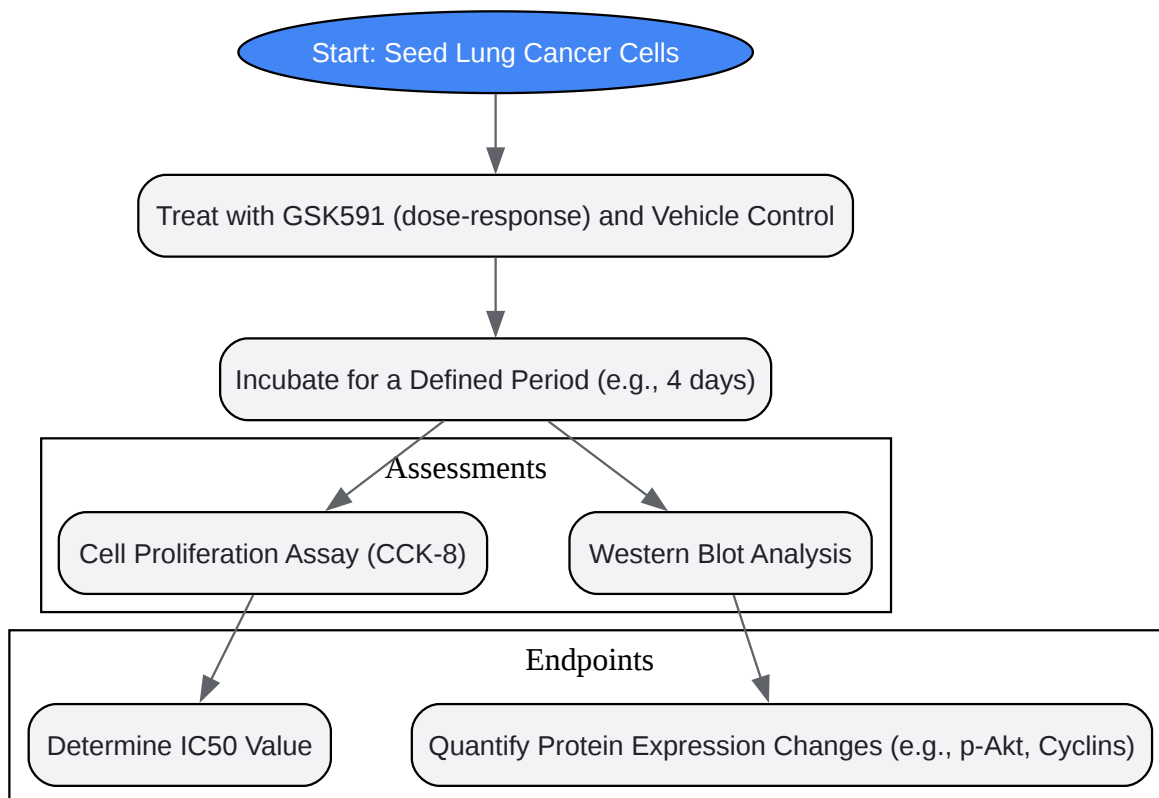 Start: Seed Lung Cancer Cells
Treat with GSK591 (dose-response) and Vehicle Control
Incubate for a Defined Period (e.g., 4 days)
Assessments
Cell Proliferation Assay (CCK-8)
Western Blot Analysis
Endpoints
Determine IC50 Value
Quantify Protein Expression Changes (e.g., p-Akt, Cyclins)